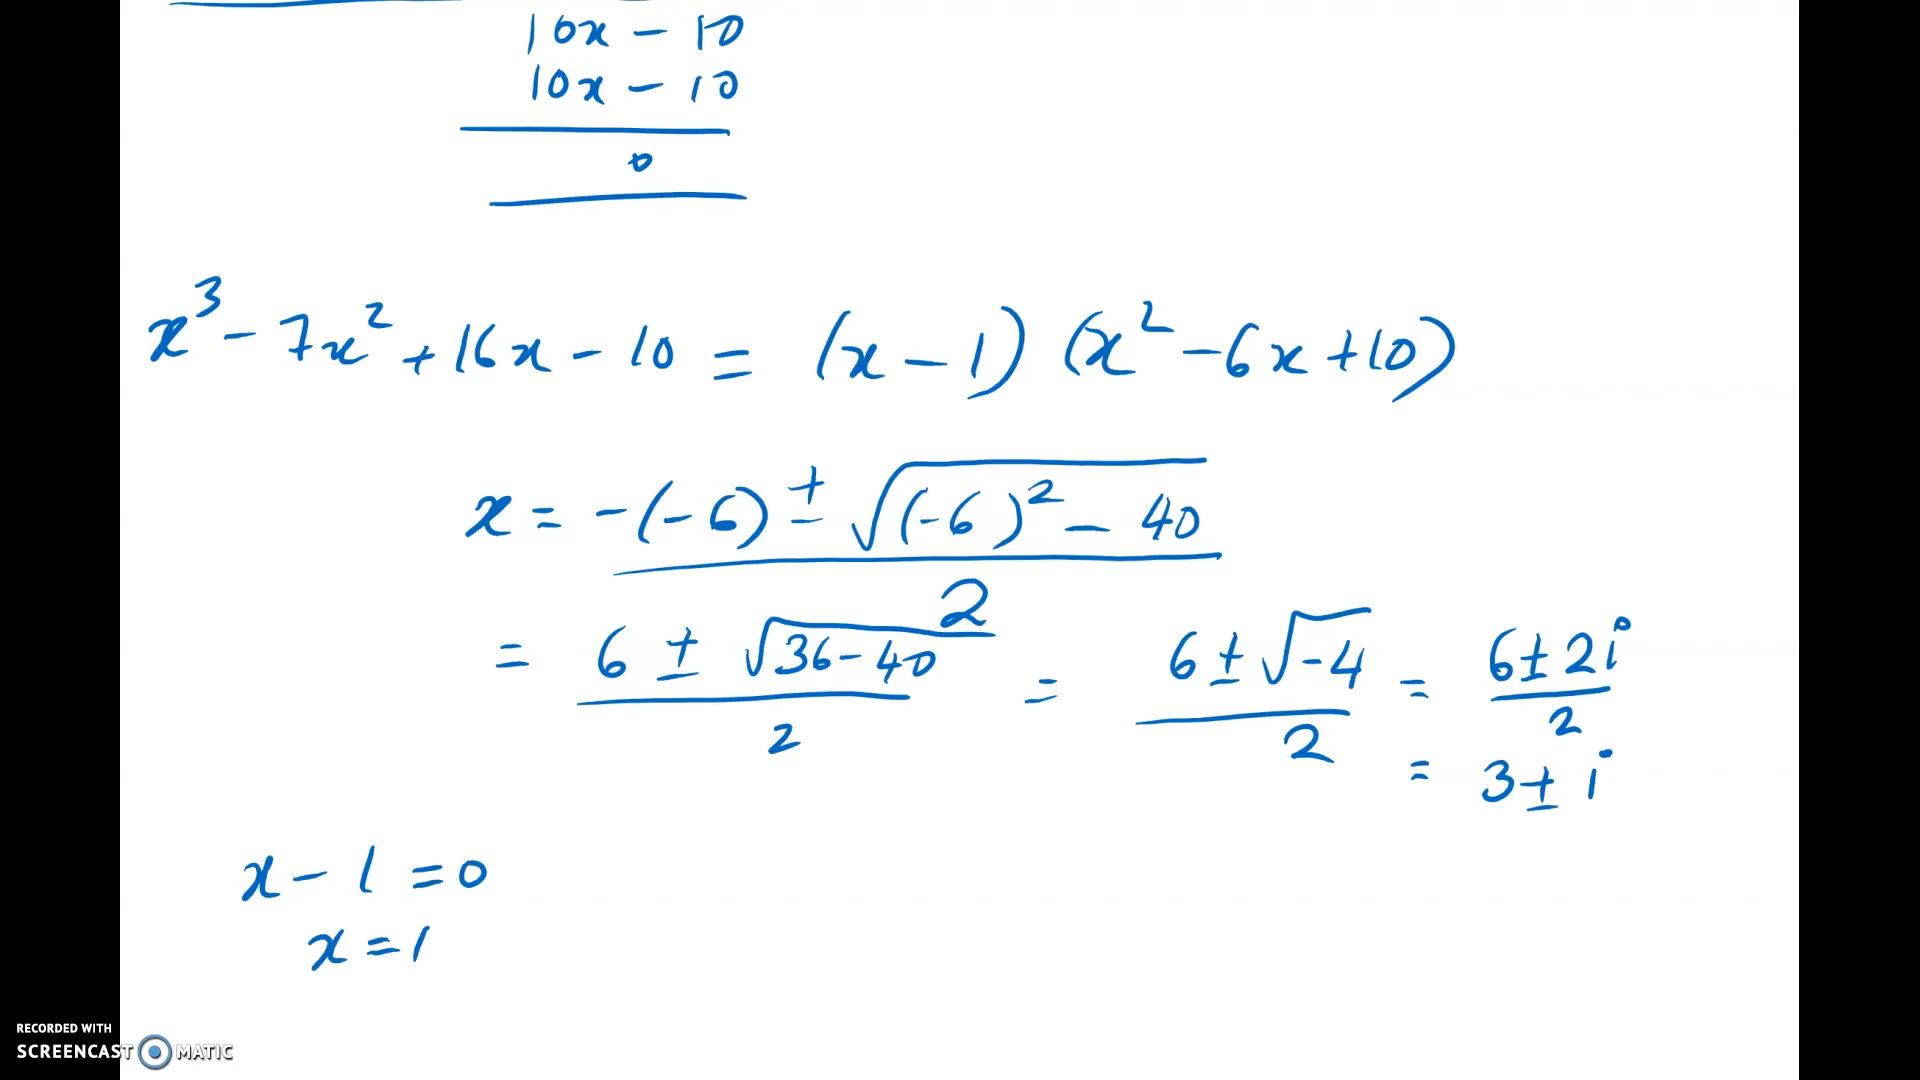 10x - 10
10x - 10
0
x³ - 7x² + 16x - 10 = (x - 1) (x² - 6x + 10)
x = -(-6) ± √(-6)² - 40 / 2
= 6 ± √36 - 40 / 2 = 6 ± √-4 / 2 = 6 ± 2i / 2
= 3 ± i
x - 1 = 0
x = 1
RECORDED WITH
SCREENCAST MATIC